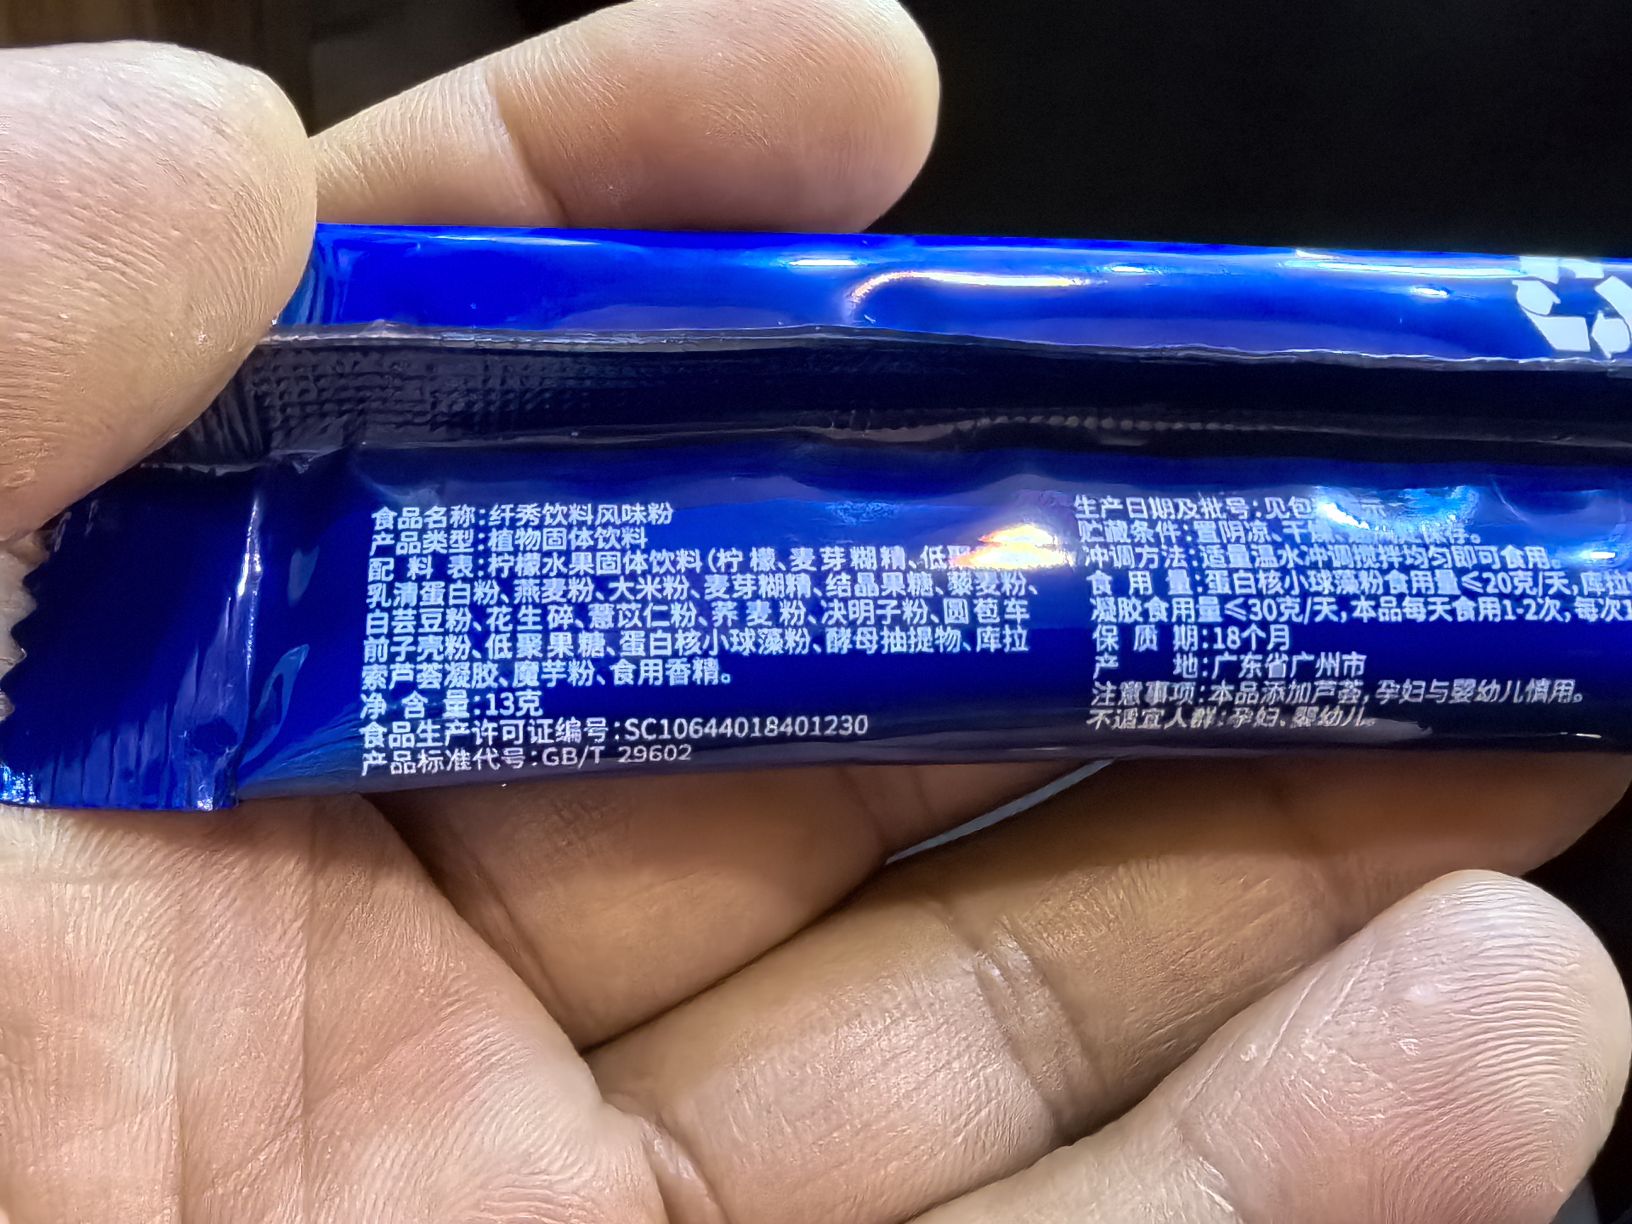 食品名称:纤秀饮料风味粉
产品类型:植物固体饮料
配 料 表:柠檬水果固体饮料(柠檬、麦芽糊精、低聚
乳清蛋白粉、燕麦粉、大米粉、麦芽糊精、结晶果糖、藜麦粉、
白芸豆粉、花生碎、薏苡仁粉、荞麦粉、决明子粉、圆苞车
前子壳粉、低聚果糖、蛋白核小球藻粉、酵母抽提物、库拉
索芦荟凝胶、魔芋粉、食用香精。
净 含 量:13克
食品生产许可证编号:SC10644018401230
产品标准代号:GB/T 29602
生产日期及批号:见包
贮藏条件:置阴凉、干燥、 保存。
冲调方法:适量温水冲调搅拌均匀即可食用。
食 用 量:蛋白核小球藻粉食用量≤20克/天,库拉
凝胶食用量≤30克/天,本品每天食用1-2次,每次1
保 质 期:18个月
产 地:广东省广州市
注意事项:本品添加芦荟,孕妇与婴幼儿慎用。
不适宜人群:孕妇、婴幼儿。